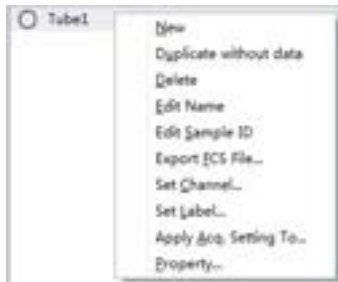 Tube1
New
Duplicate without data
Delete
Edit Name
Edit Sample ID
Export FCS File...
Set Channel...
Set Label...
Apply Acq. Setting To...
Property...